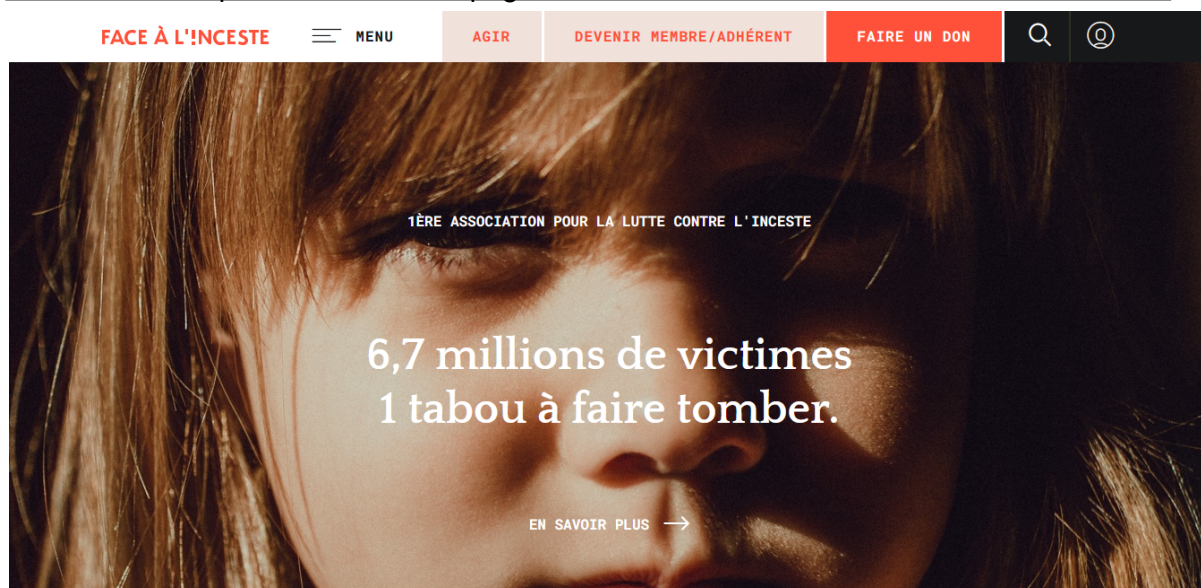 FACE À L'!NCESTE
MENU
AGIR
DEVENIR MEMBRE/ADHÉRENT
FAIRE UN DON
1ÈRE ASSOCIATION POUR LA LUTTE CONTRE L'INCESTE
6,7 millions de victimes
1 tabou à faire tomber.
EN SAVOIR PLUS →